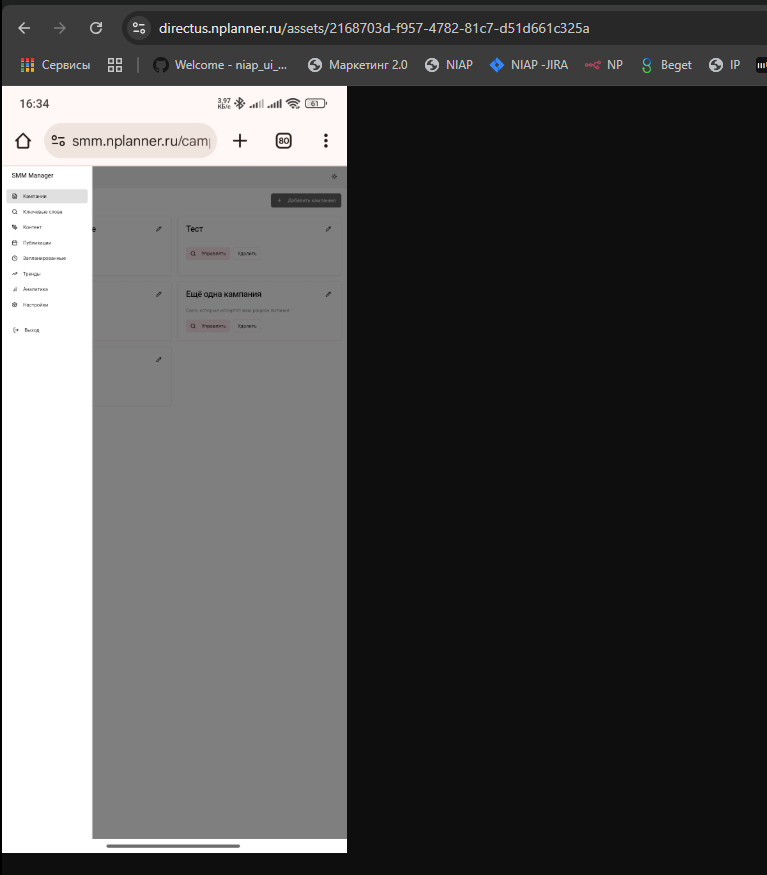 directus.nplanner.ru/assets/2168703d-f957-4782-81c7-d51d661c325a
Сервисы
Welcome - niap_ui_...
Маркетинг 2.0
NIAP
NIAP -JIRA
NP
Beget
IP
16:34
3,97
КБ/с
61
smm.nplanner.ru/cam
80
SMM Manager
Кампании
Ключевые слова
Контент
Публикации
Запланированные
Тренды
Аналитика
Настройки
Выход
+ Добавить кампанию
е
Тест
Управлять
Удалить
Ещё одна кампания
Управлять
Удалить